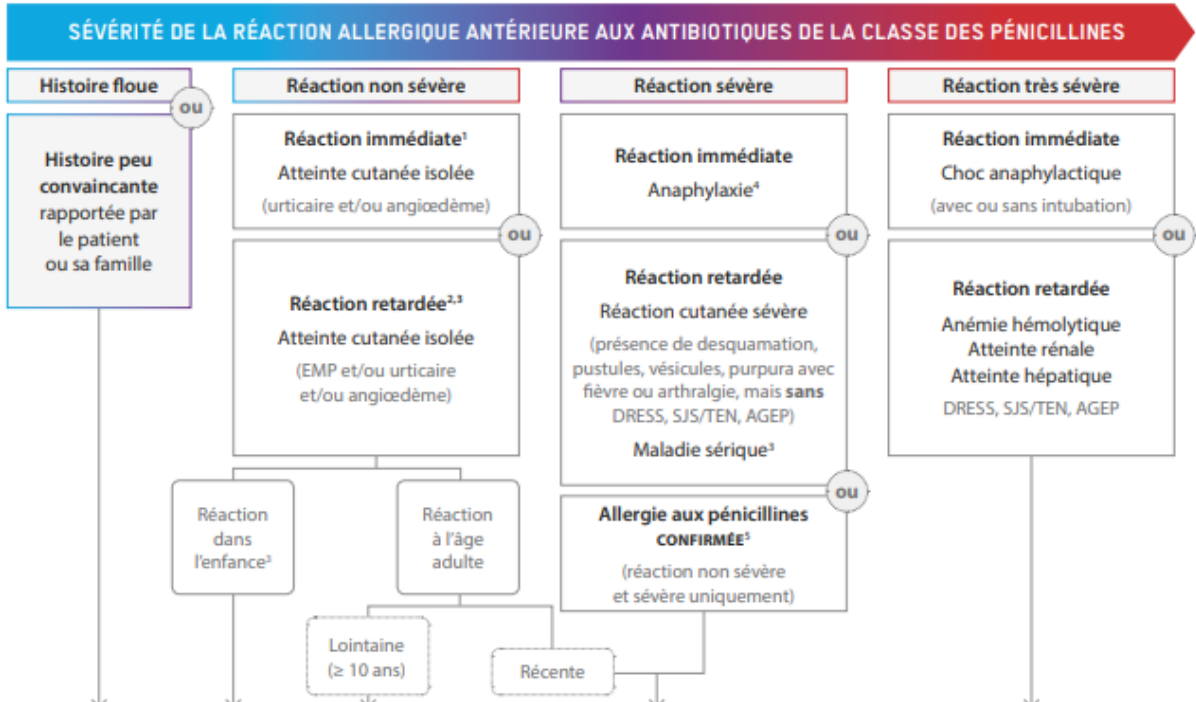 SÉVÉRITÉ DE LA RÉACTION ALLERGIQUE ANTÉRIEURE AUX ANTIBIOTIQUES DE LA CLASSE DES PÉNICILLINES
Histoire floue
ou
Histoire peu
convaincante
rapportée par
le patient
ou sa famille
Réaction non sévère
Réaction immédiate¹
Atteinte cutanée isolée
(urticaire et/ou angiœdème)
ou
Réaction retardée²,³
Atteinte cutanée isolée
(EMP et/ou urticaire
et/ou angiœdème)
Réaction
dans
l'enfance³
Réaction
à l'âge
adulte
Lointaine
(≥ 10 ans)
Récente
Réaction sévère
Réaction immédiate
Anaphylaxie⁴
ou
Réaction retardée
Réaction cutanée sévère
(présence de desquamation,
pustules, vésicules, purpura avec
fièvre ou arthralgie, mais sans
DRESS, SJS/TEN, AGEP)
Maladie sérique³
ou
Allergie aux pénicillines
CONFIRMÉE⁵
(réaction non sévère
et sévère uniquement)
Réaction très sévère
Réaction immédiate
Choc anaphylactique
(avec ou sans intubation)
ou
Réaction retardée
Anémie hémolytique
Atteinte rénale
Atteinte hépatique
DRESS, SJS/TEN, AGEP